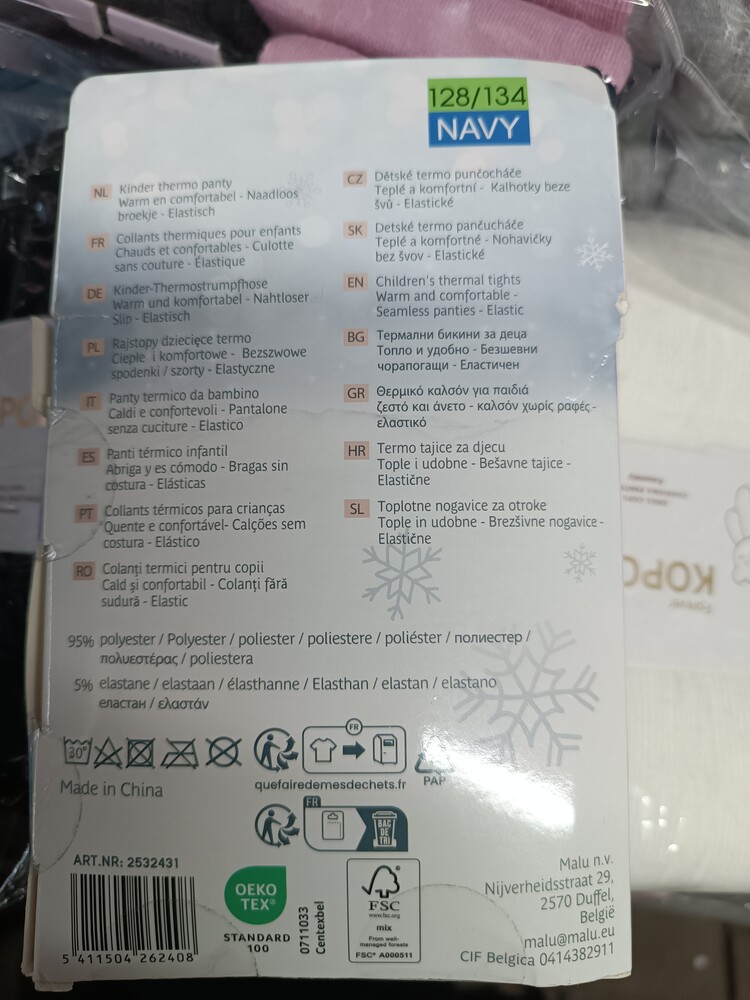 128/134
NAVY
NL Kinder thermo panty
Warm en comfortabel - Naadloos
broekje - Elastisch
FR Collants thermiques pour enfants
Chauds et confortables - Culotte
sans couture - Élastique
DE Kinder-Thermostrumpfhose
Warm und komfortabel - Nahtloser
Slip - Elastisch
PL Rajstopy dziecięce termo
Ciepłe i komfortowe - Bezszwowe
spodenki / szorty - Elastyczne
IT Panty termico da bambino
Caldi e confortevoli - Pantalone
senza cuciture - Elastico
ES Panti térmico infantil
Abriga y es cómodo - Bragas sin
costura - Elásticas
PT Collants térmicos para crianças
Quente e confortável- Calções sem
costura - Elástico
RO Colanți termici pentru copii
Cald și confortabil - Colanți fără
sudură - Elastic
CZ Dětské termo punčocháče
Teplé a komfortní - Kalhotky beze
švů - Elastické
SK Detské termo pančucháče
Teplé a komfortné - Nohavičky
bez švov - Elastické
EN Children's thermal tights
Warm and comfortable -
Seamless panties - Elastic
BG Термални бикини за деца
Топло и удобно - Безшевни
чорапогащи - Еластичен
GR Θερμικό καλσόν για παιδιά
ζεστό και άνετο - καλσόν χωρίς ραφές -
ελαστικό
HR Termo tajice za djecu
Tople i udobne - Bešavne tajice -
Elastične
SL Toplotne nogavice za otroke
Tople in udobne - Brezšivne nogavice -
Elastične
95% polyester / Polyester / poliester / poliestere / poliéster / полиестер /
πολυεστέρας / poliestera
5% elastane / elastaan / élasthanne / Elasthan / elastan / elastano
еластан / ελαστάν
30°
FR
quefairedemesdechets.fr
PAP
Made in China
FR
BAC
DE
TRI
ART.NR: 2532431
5 411504 262408
OEKO
TEX®
STANDARD
100
0711033
Centexbel
FSC
www.fsc.org
mix
From well-
managed forests
FSC® A000511
Malu n.v.
Nijverheidsstraat 29,
2570 Duffel,
België
malu@malu.eu
CIF Belgica 0414382911
Forever
KOPO